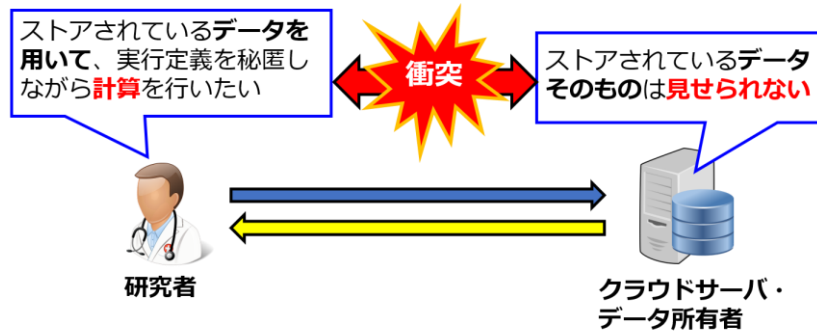 ストアされているデータを
用いて、実行定義を秘匿し
ながら計算を行いたい
衝突
ストアされているデータ
そのものは見せられない
研究者
クラウドサーバ・
データ所有者